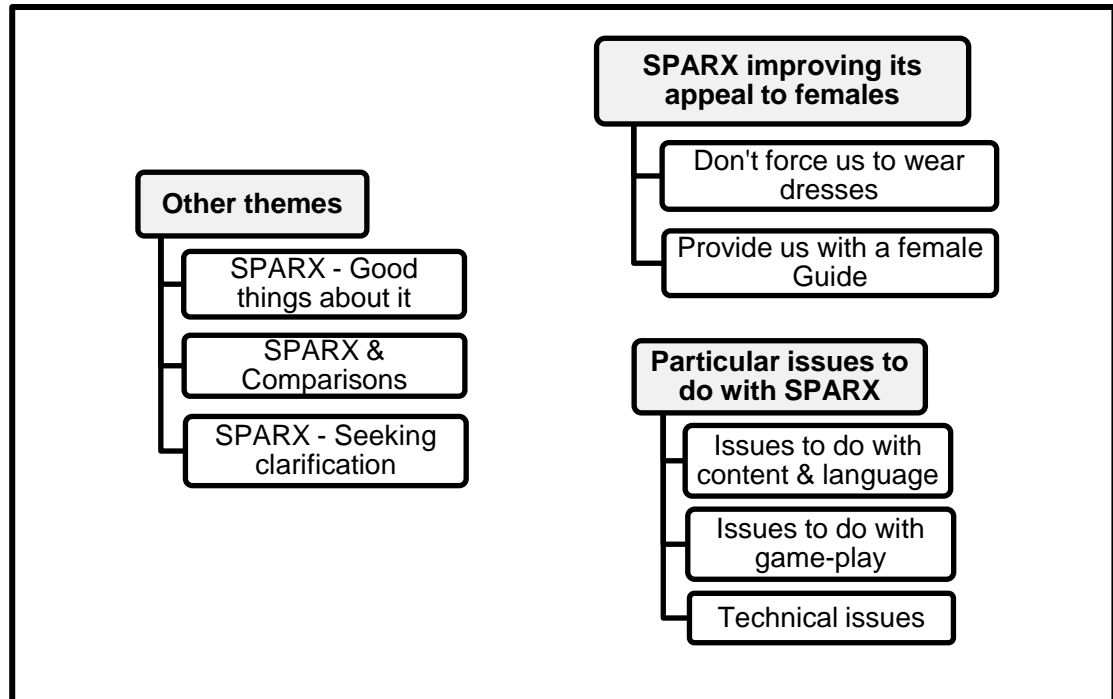 Other themes
SPARX - Good
things about it
SPARX &
Comparisons
SPARX - Seeking
clarification
SPARX improving its
appeal to females
Don't force us to wear
dresses
Provide us with a female
Guide
Particular issues to
do with SPARX
Issues to do with
content & language
Issues to do with
game-play
Technical issues